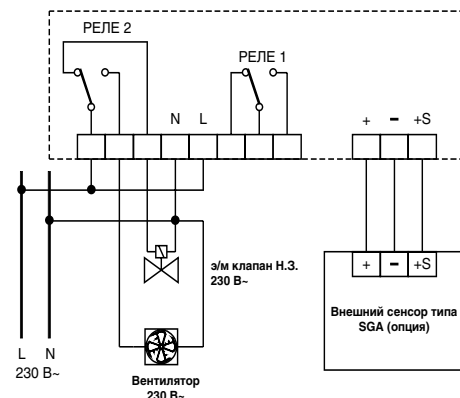 РЕЛЕ 2
РЕЛЕ 1
N L
+ - +S
+ - +S
э/м клапан Н.З.
230 В~
Внешний сенсор типа
SGA (опция)
L N
230 В~
Вентилятор
230 В~